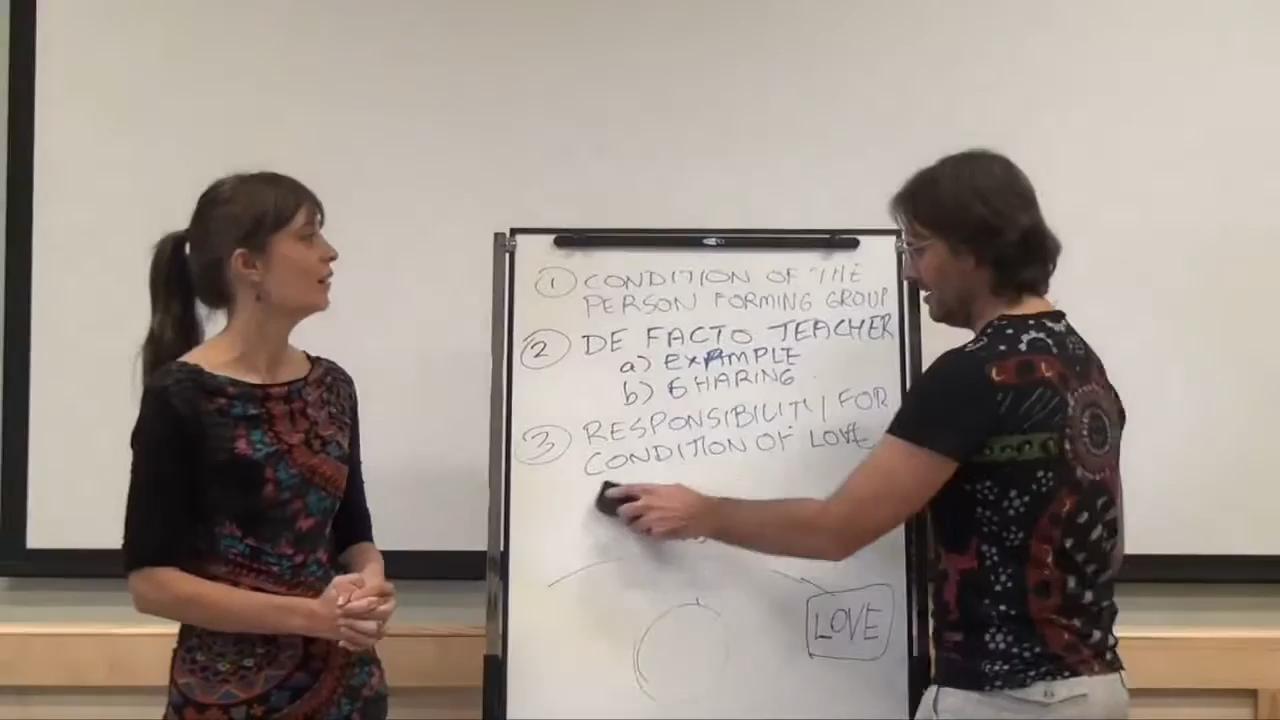 ① CONDITION OF THE
PERSON FORMING GROUP
② DE FACTO TEACHER
a) EXAMPLE
b) SHARING
③ RESPONSIBILITY FOR
CONDITION OF LOVE
LOVE